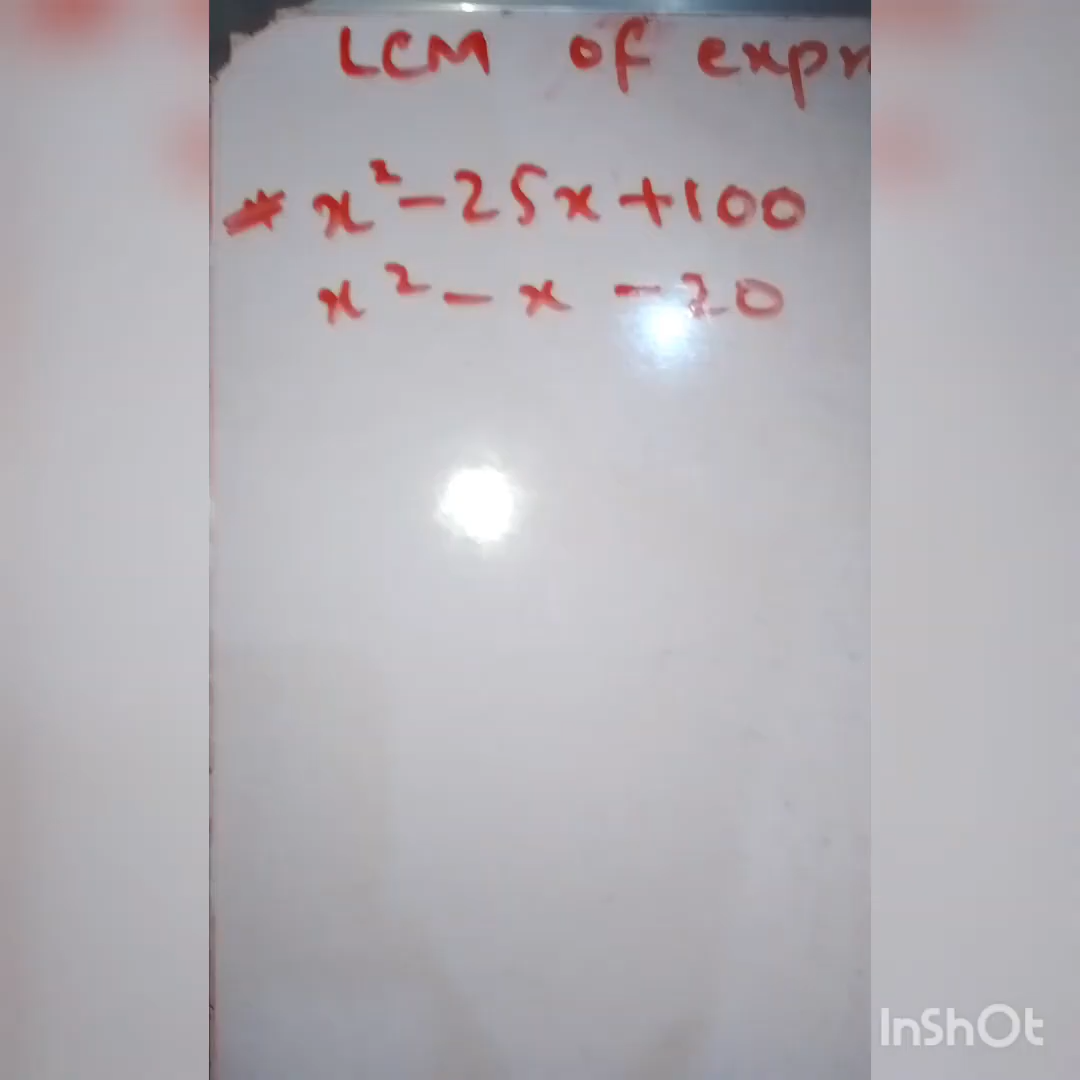 LCM of expr
* x² - 25x + 100
x² - x - 20
InShOt